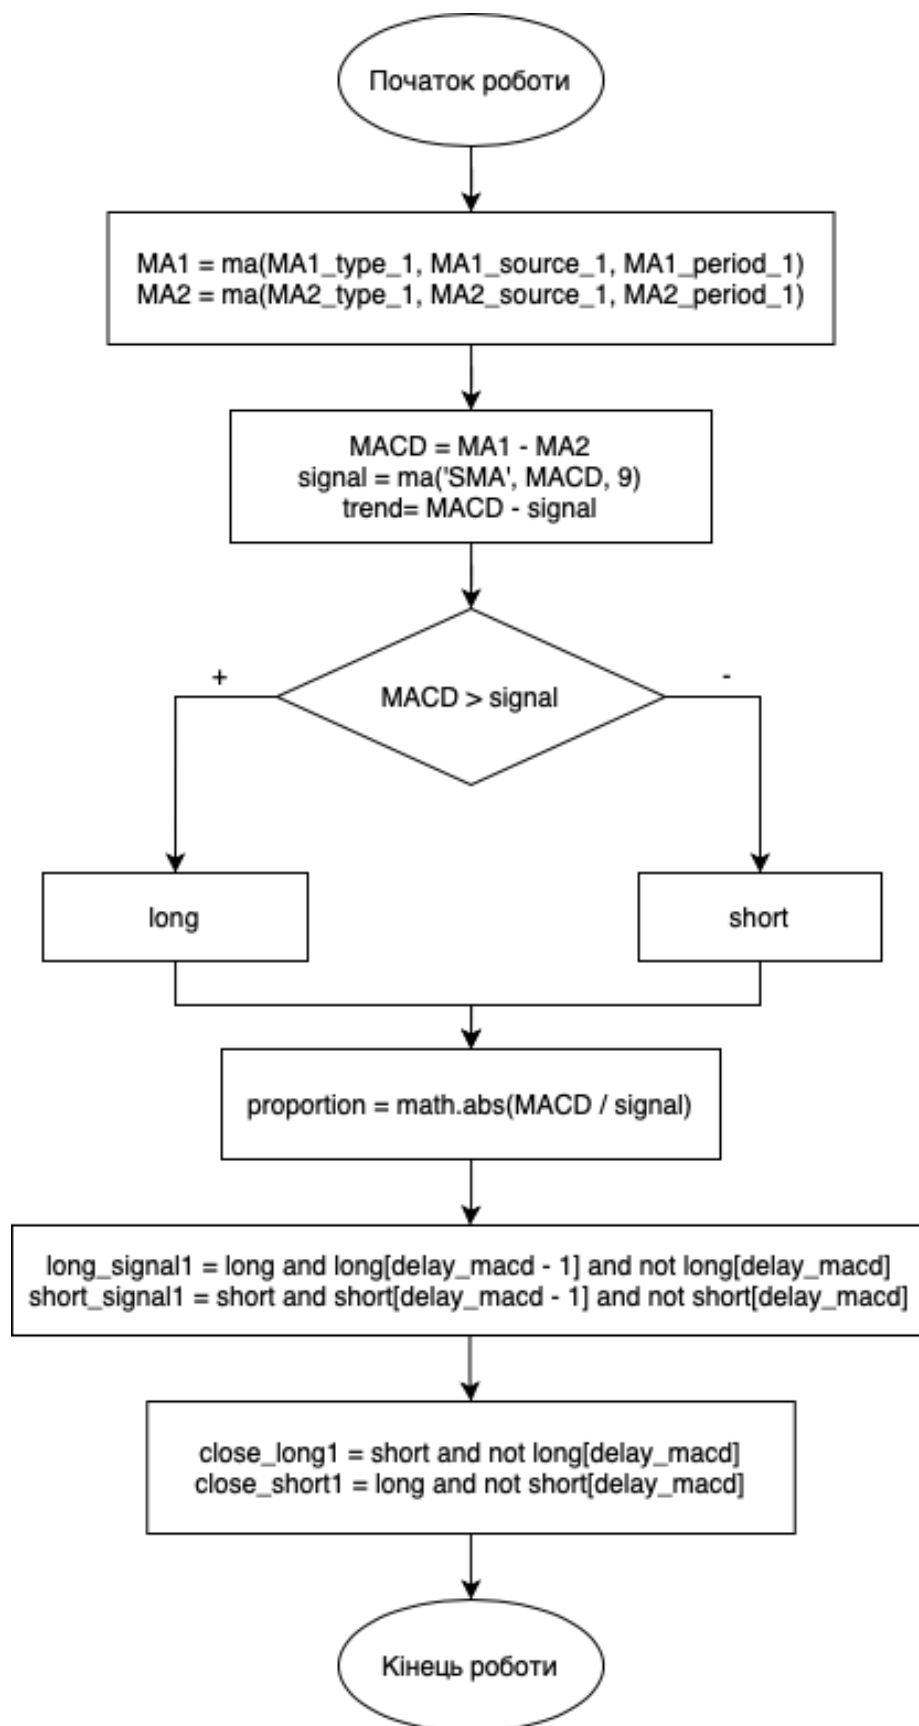 Початок роботи
MA1 = ma(MA1_type_1, MA1_source_1, MA1_period_1)
MA2 = ma(MA2_type_1, MA2_source_1, MA2_period_1)
MACD = MA1 - MA2
signal = ma('SMA', MACD, 9)
trend= MACD - signal
+
-
MACD > signal
long
short
proportion = math.abs(MACD / signal)
long_signal1 = long and long[delay_macd - 1] and not long[delay_macd]
short_signal1 = short and short[delay_macd - 1] and not short[delay_macd]
close_long1 = short and not long[delay_macd]
close_short1 = long and not short[delay_macd]
Кінець роботи